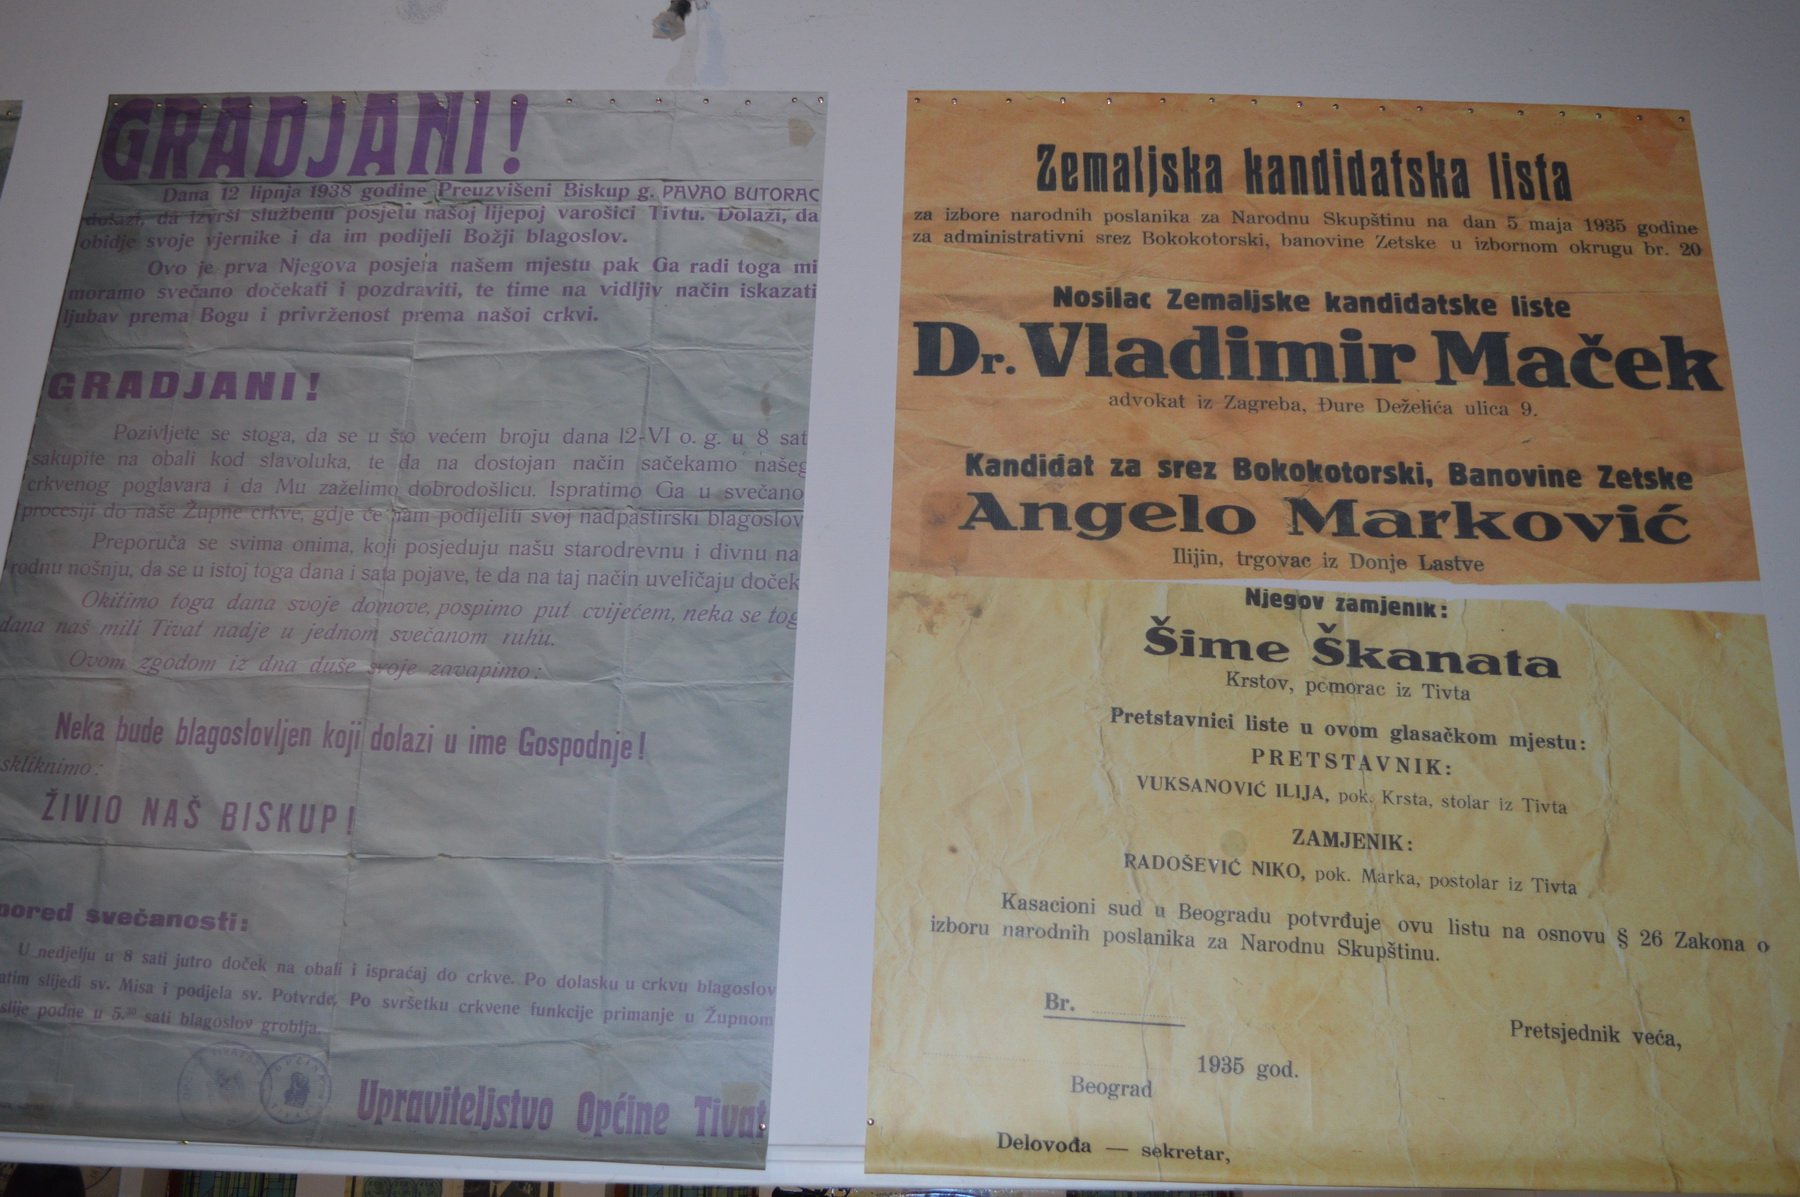 GRADJANI!
Dana 12 lipnja 1938 godine Preuzvišeni Biskup g. PAVAO BUTORAC
dolazi, da izvrši službenu posjetu našoj lijepoj varošici Tivtu. Dolazi, da
obidje svoje vjernike i da im podijeli Božji blagoslov.
Ovo je prva Njegova posjeta našem mjestu pak Ga radi toga mi
moramo svečano dočekati i pozdraviti, te time na vidljiv način iskazati
ljubav prema Bogu i privrženost prema našoi crkvi.
GRADJANI!
Pozivljete se stoga, da se u što većem broju dana 12-VI o. g. u 8 sat
sakupite na obali kod slavoluka, te da na dostojan način sačekamo našeg
crkvenog poglavara i da Mu zaželimo dobrodošlicu. Ispratimo Ga u svečano
procesiji do naše Župne crkve, gdje će nam podijeliti svoj nadpastirski blagoslov
Preporuča se svima onima, koji posjeduju našu starodrevnu i divnu na
rodnu nošnju, da se u istoj toga dana i sata pojave, te da na taj način uveličaju doček
Okitimo toga dana svoje domove, pospimo put cvijećem, neka se tog
dana naš mili Tivat nadje u jednom svečanom ruhu.
Ovom zgodom iz dna duše svoje zavapimo:
Neka bude blagoslovljen koji dolazi u ime Gospodnje!
skliknimo:
ŽIVIO NAŠ BISKUP!
pored svečanosti:
U nedjelju u 8 sati jutro doček na obali i ispraćaj do crkve. Po dolasku u crkvu blagoslov
atim slijedi sv. Misa i podjela sv. Potvrde. Po svršetku crkvene funkcije primanje u Župnom
slije podne u 5.30 sati blagoslov groblja.
Upraviteljstvo Općine Tivat
Zemaljska kandidatska lista
za izbore narodnih poslanika za Narodnu Skupštinu na dan 5 maja 1935 godine
za administrativni srez Bokokotorski, banovine Zetske u izbornom okrugu br. 20
Nosilac Zemaljske kandidatske liste
Dr. Vladimir Maček
advokat iz Zagreba, Đure Deželića ulica 9.
Kandidat za srez Bokokotorski, Banovine Zetske
Angelo Marković
Ilijin, trgovac iz Donje Lastve
Njegov zamjenik:
Šime Škanata
Krstov, pomorac iz Tivta
Pretstavnici liste u ovom glasačkom mjestu:
PRETSTAVNIK:
VUKSANOVIĆ ILIJA, pok. Krsta, stolar iz Tivta
ZAMJENIK:
RADOŠEVIĆ NIKO, pok. Marka, postolar iz Tivta
Kasacioni sud u Beogradu potvrđuje ovu listu na osnovu § 26 Zakona o
izboru narodnih poslanika za Narodnu Skupštinu.
Br.
Pretsjednik veća,
1935 god.
Beograd
Delovođa — sekretar,